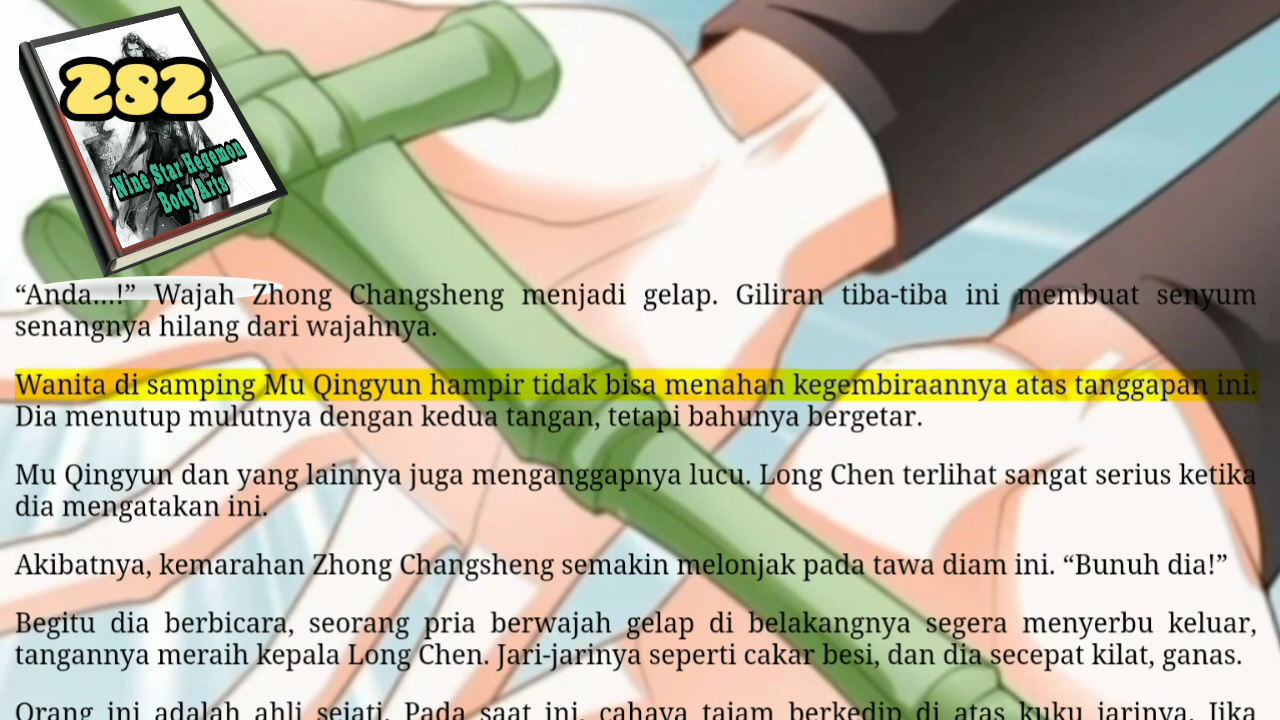 282
Nine Star Hegemon
Body Arts
“Anda...!” Wajah Zhong Changsheng menjadi gelap. Giliran tiba-tiba ini membuat senyum
senangnya hilang dari wajahnya.
Wanita di samping Mu Qingyun hampir tidak bisa menahan kegembiraannya atas tanggapan ini.
Dia menutup mulutnya dengan kedua tangan, tetapi bahunya bergetar.
Mu Qingyun dan yang lainnya juga menganggapnya lucu. Long Chen terlihat sangat serius ketika
dia mengatakan ini.
Akibatnya, kemarahan Zhong Changsheng semakin melonjak pada tawa diam ini. “Bunuh dia!”
Begitu dia berbicara, seorang pria berwajah gelap di belakangnya segera menyerbu keluar,
tangannya meraih kepala Long Chen. Jari-jarinya seperti cakar besi, dan dia secepat kilat, ganas.
Orang ini adalah ahli sejati. Pada saat ini, cahaya tajam berkedip di atas kuku jarinya. Jika